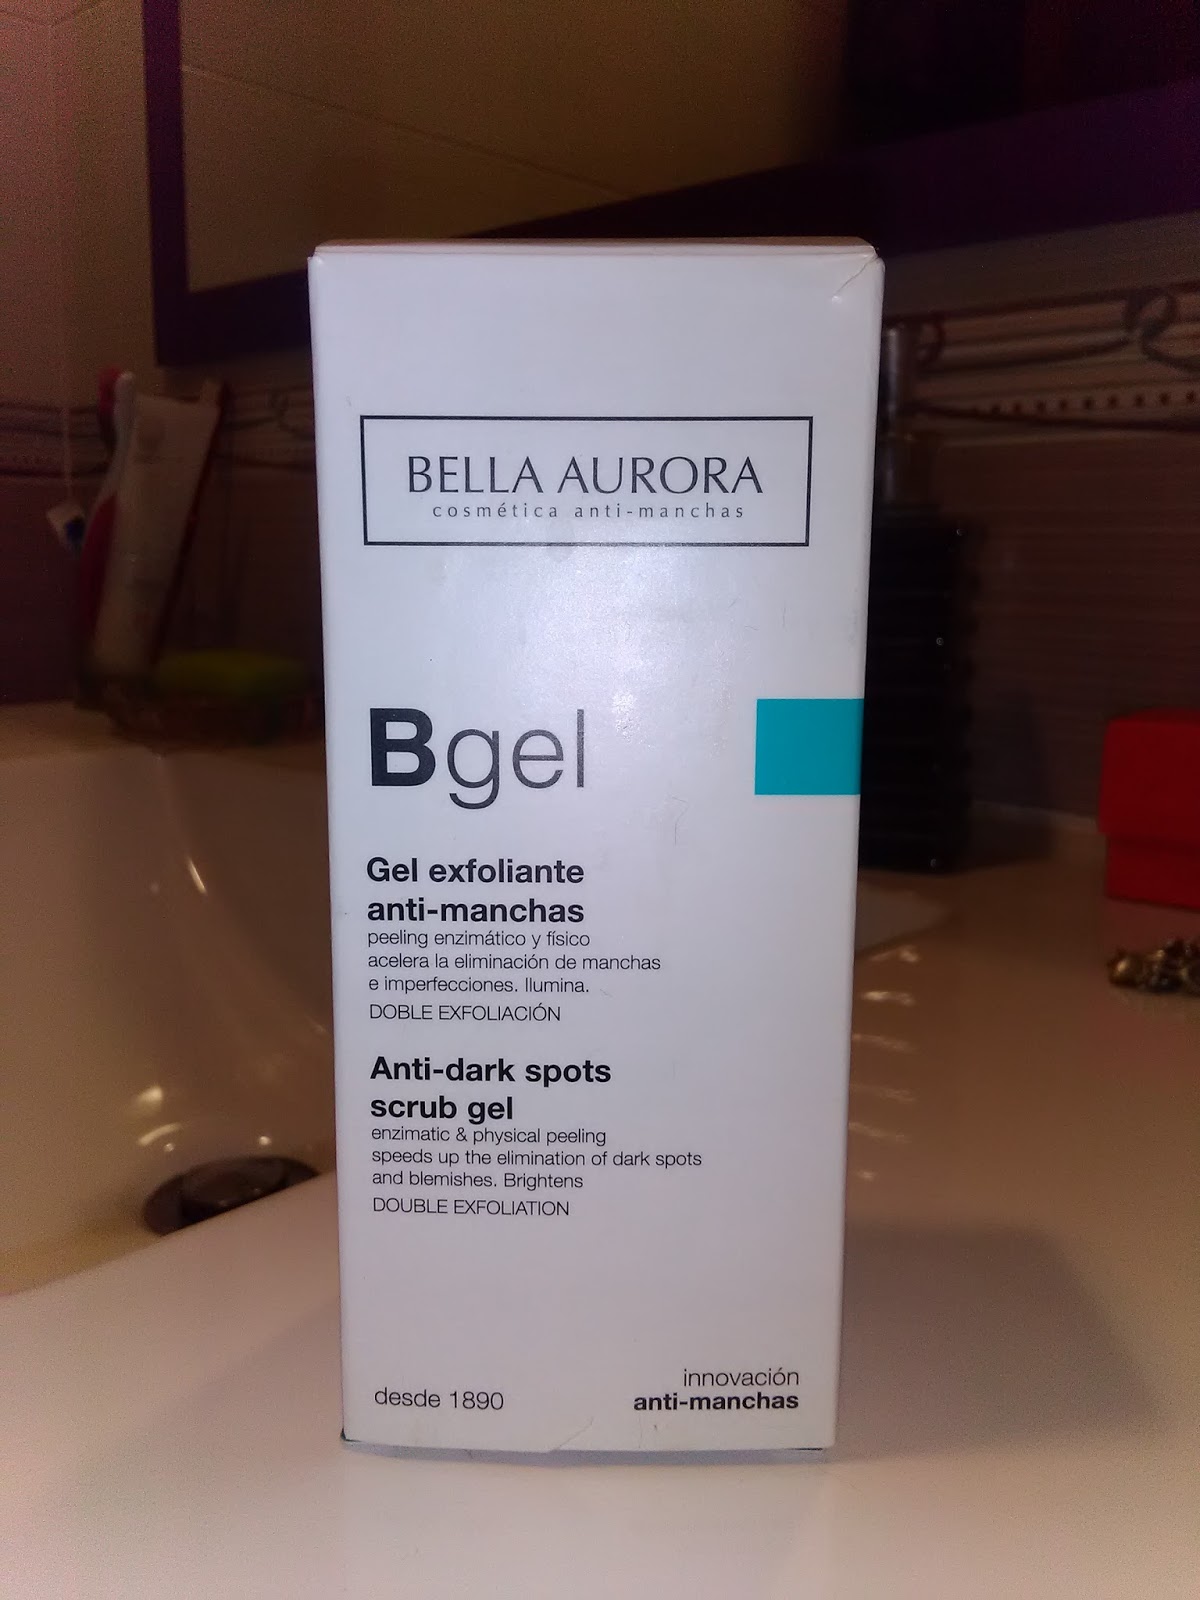 BELLA AURORA
cosmética anti-manchas
Bgel
Gel exfoliante
anti-manchas
peeling enzimático y físico
acelera la eliminación de manchas
e imperfecciones. Ilumina.
DOBLE EXFOLIACIÓN
Anti-dark spots
scrub gel
enzimatic & physical peeling
speeds up the elimination of dark spots
and blemishes. Brightens
DOUBLE EXFOLIATION
desde 1890
innovación
anti-manchas